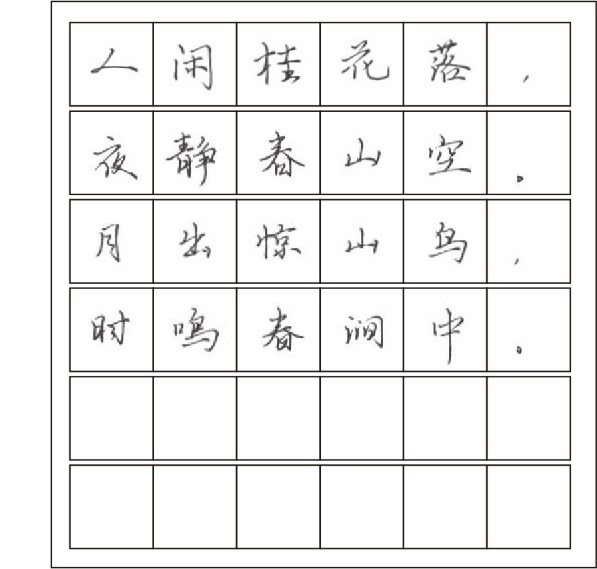 人闲桂花落，
夜静春山空。
月出惊山鸟，
时鸣春涧中。